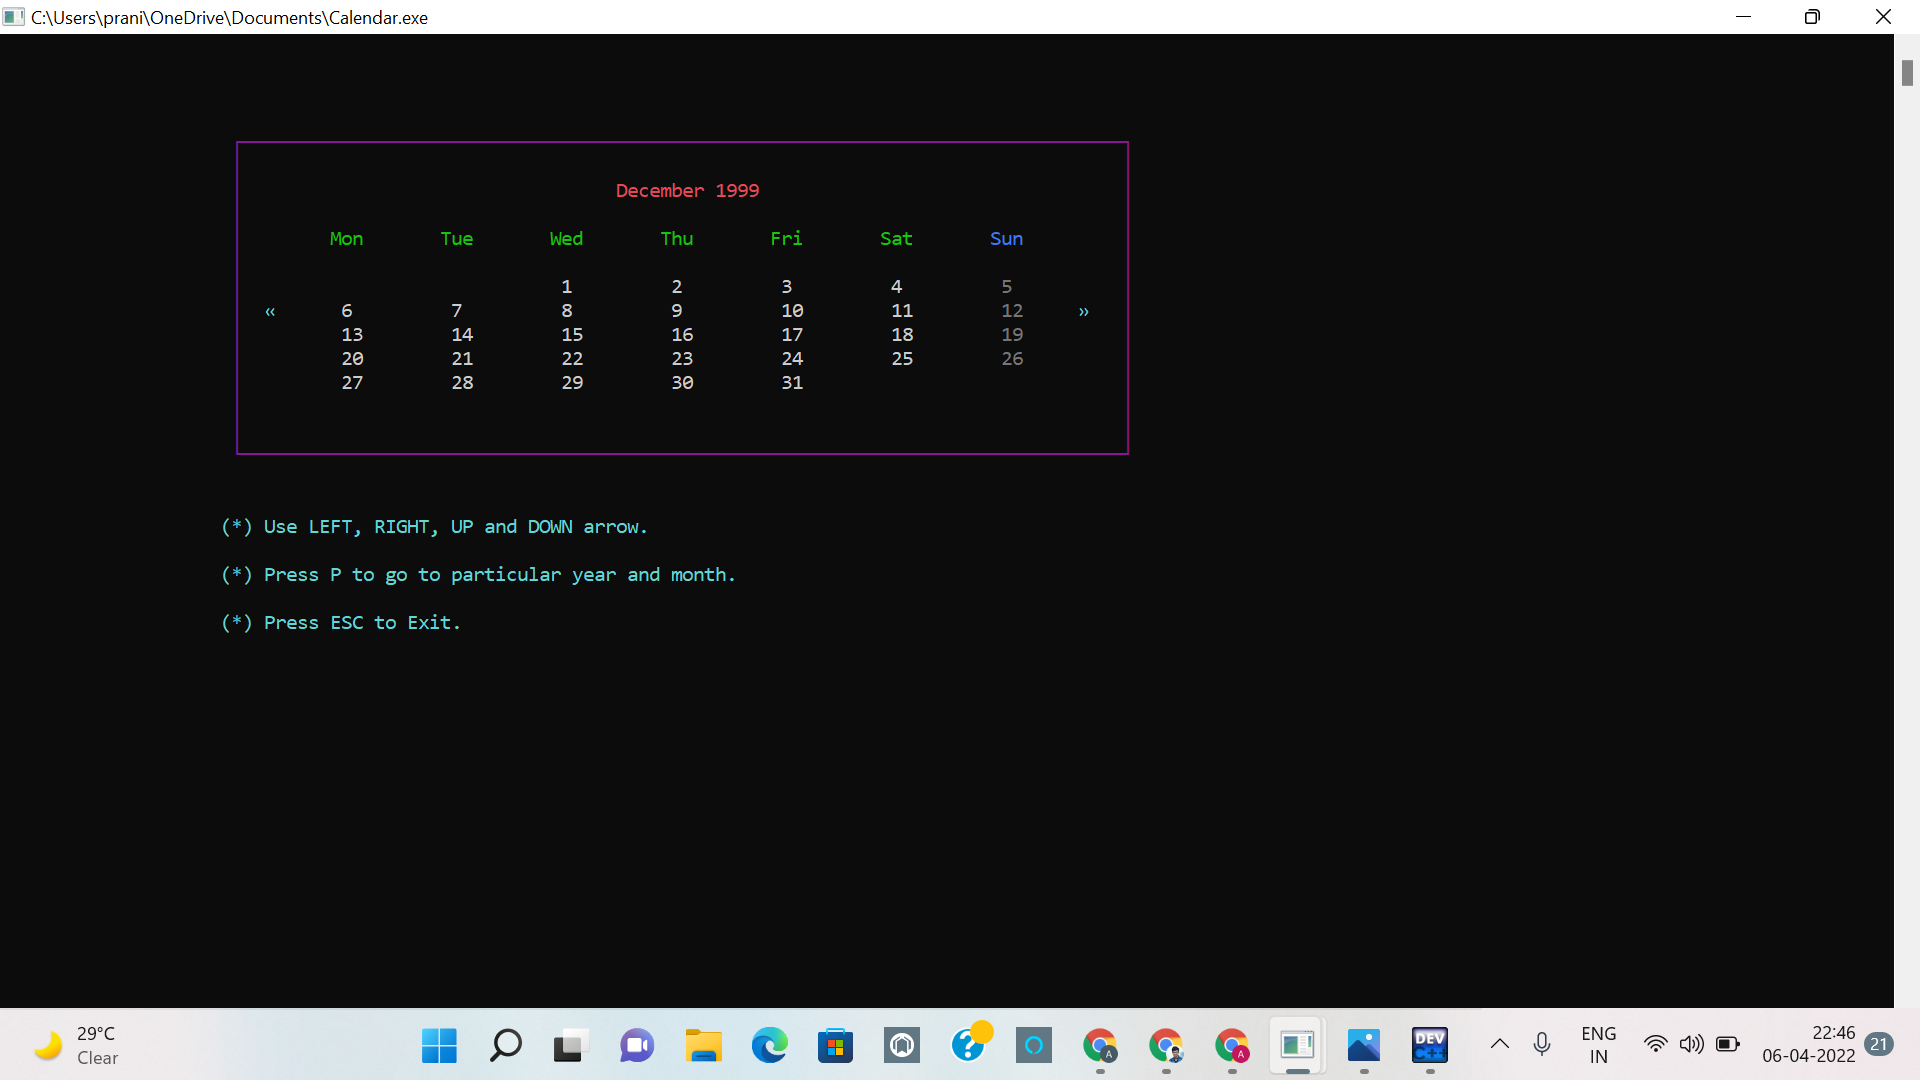 C:\Users\prani\OneDrive\Documents\Calendar.exe
December 1999
Mon Tue Wed Thu Fri Sat Sun
1 2 3 4 5
« 6 7 8 9 10 11 12 »
13 14 15 16 17 18 19
20 21 22 23 24 25 26
27 28 29 30 31
(*) Use LEFT, RIGHT, UP and DOWN arrow.
(*) Press P to go to particular year and month.
(*) Press ESC to Exit.
29°C
Clear
?
A
A
DEV
C++
ENG
IN
22:46
06-04-2022
21